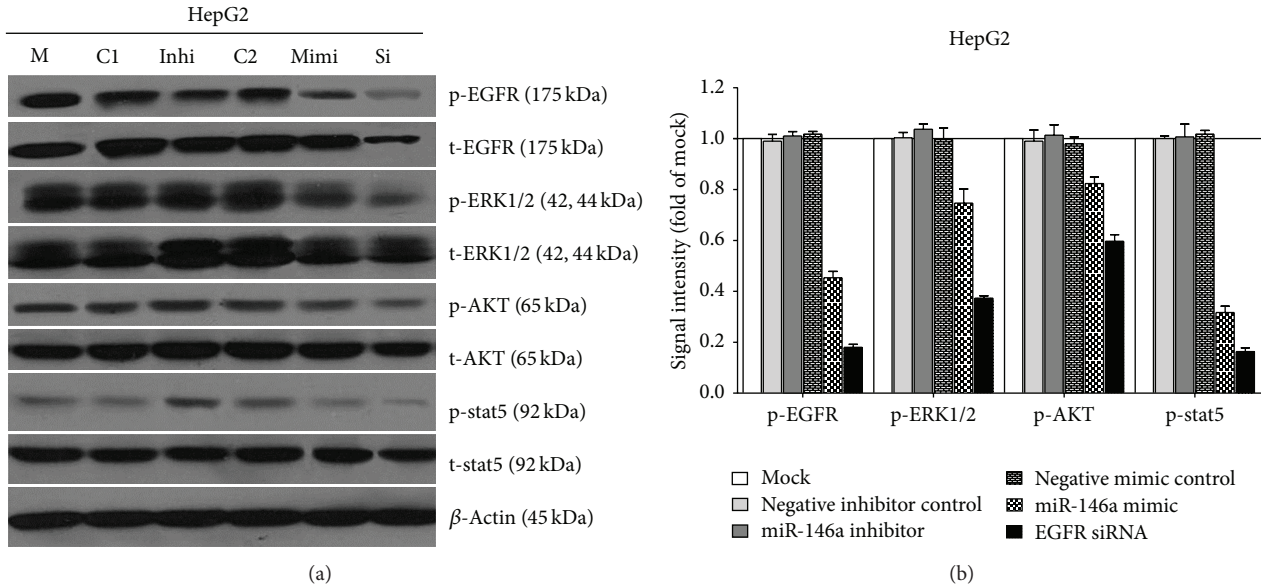 HepG2
M C1 Inhi C2 Mimi Si
p-EGFR (175 kDa)
t-EGFR (175 kDa)
p-ERK1/2 (42, 44 kDa)
t-ERK1/2 (42, 44 kDa)
p-AKT (65 kDa)
t-AKT (65 kDa)
p-stat5 (92 kDa)
t-stat5 (92 kDa)
β-Actin (45 kDa)
(a)
HepG2
Signal intensity (fold of mock)
1.2
1.0
0.8
0.6
0.4
0.2
0.0
p-EGFR p-ERK1/2 p-AKT p-stat5
Mock
Negative inhibitor control
miR-146a inhibitor
Negative mimic control
miR-146a mimic
EGFR siRNA
(b)